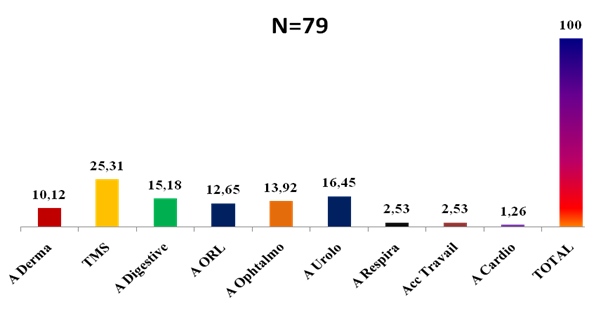 N=79
100
25,31
16,45
15,18
13,92
12,65
10,12
2,53
2,53
1,26
A Derma
TMS
A Digestive
A ORL
A Ophtalmo
A Urolo
A Respira
Acc Travail
A Cardio
TOTAL